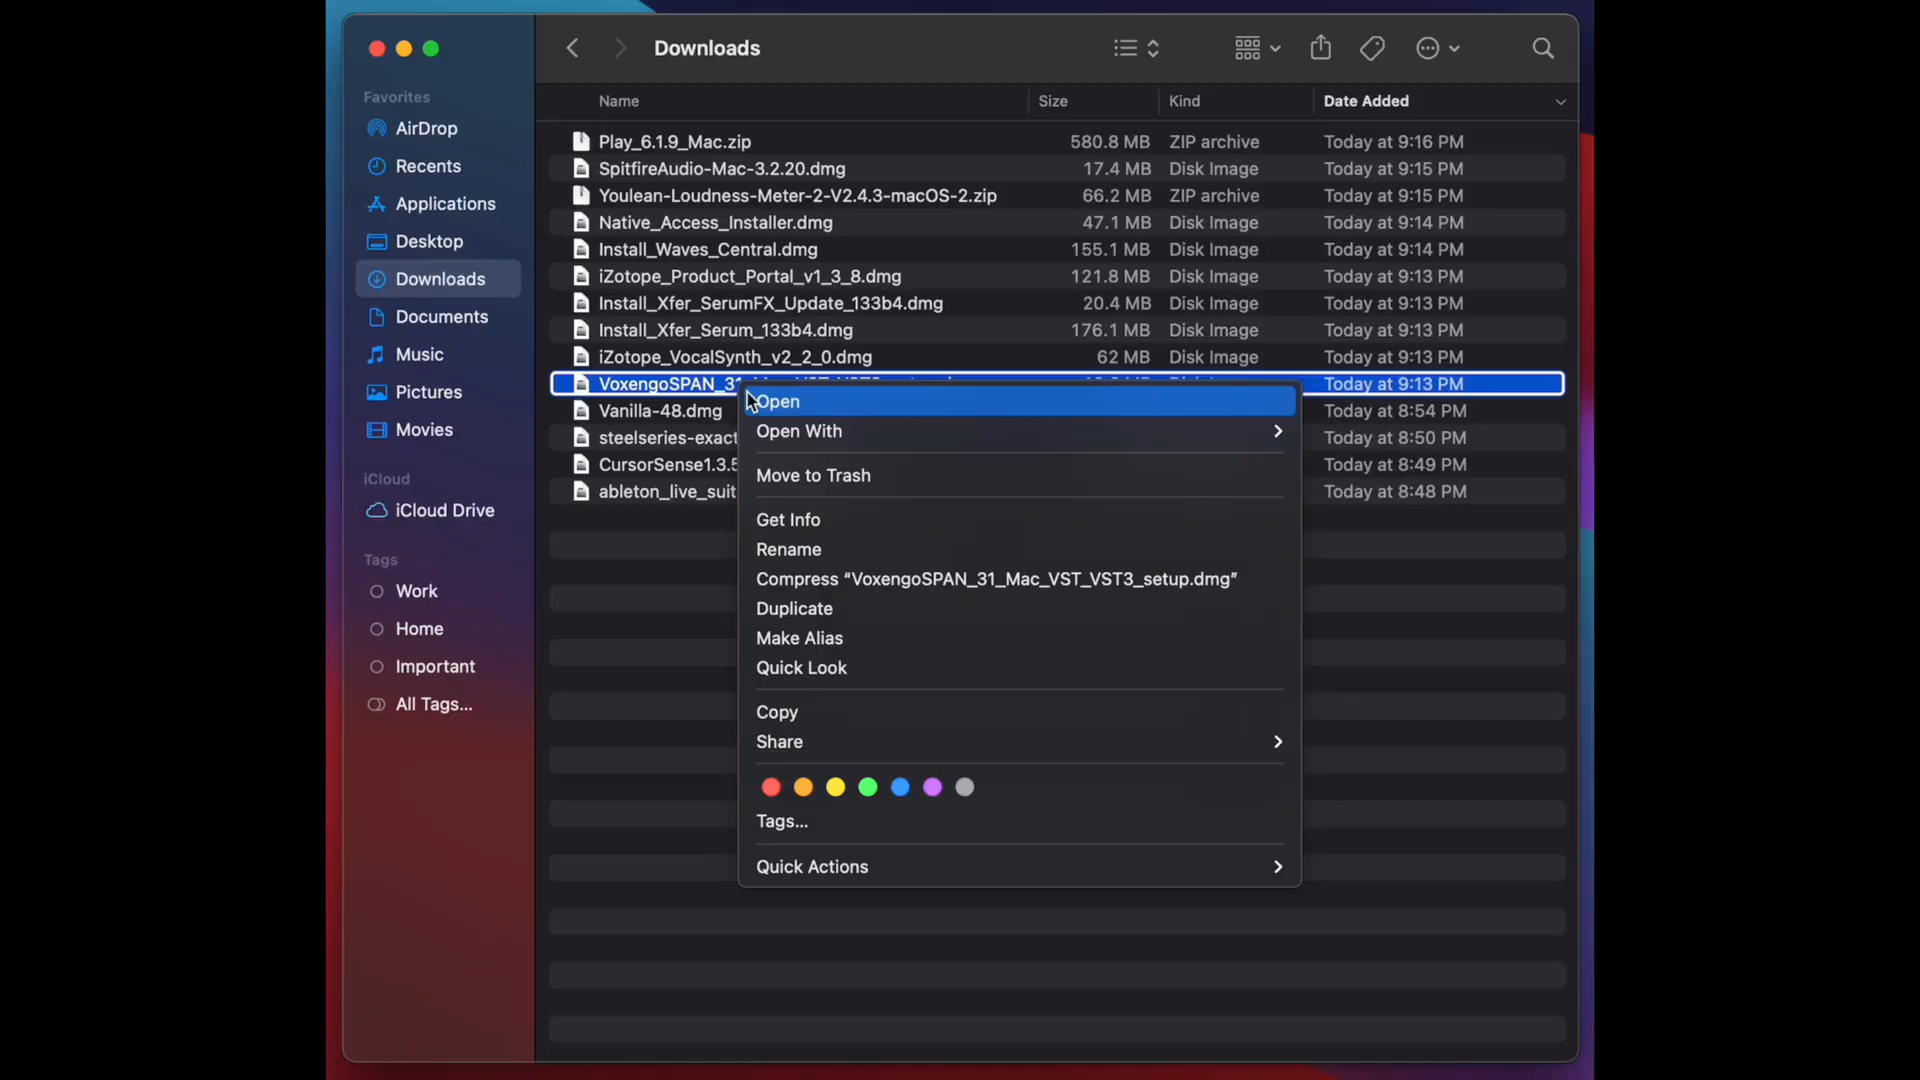 Downloads
Favorites
AirDrop
Recents
Applications
Desktop
Downloads
Documents
Music
Pictures
Movies
iCloud
iCloud Drive
Tags
Work
Home
Important
All Tags...
Name Size Kind Date Added
Play_6.1.9_Mac.zip 580.8 MB ZIP archive Today at 9:16 PM
SpitfireAudio-Mac-3.2.20.dmg 17.4 MB Disk Image Today at 9:15 PM
Youlean-Loudness-Meter-2-V2.4.3-macOS-2.zip 66.2 MB ZIP archive Today at 9:15 PM
Native_Access_Installer.dmg 47.1 MB Disk Image Today at 9:14 PM
Install_Waves_Central.dmg 155.1 MB Disk Image Today at 9:14 PM
iZotope_Product_Portal_v1_3_8.dmg 121.8 MB Disk Image Today at 9:13 PM
Install_Xfer_SerumFX_Update_133b4.dmg 20.4 MB Disk Image Today at 9:13 PM
Install_Xfer_Serum_133b4.dmg 176.1 MB Disk Image Today at 9:13 PM
iZotope_VocalSynth_v2_2_0.dmg 62 MB Disk Image Today at 9:13 PM
VoxengoSPAN_31 Today at 9:13 PM
Vanilla-48.dmg Today at 8:54 PM
steelseries-exact Today at 8:50 PM
CursorSense1.3.5 Today at 8:49 PM
ableton_live_suit Today at 8:48 PM
Open
Open With
Move to Trash
Get Info
Rename
Compress “VoxengoSPAN_31_Mac_VST_VST3_setup.dmg”
Duplicate
Make Alias
Quick Look
Copy
Share
Tags...
Quick Actions